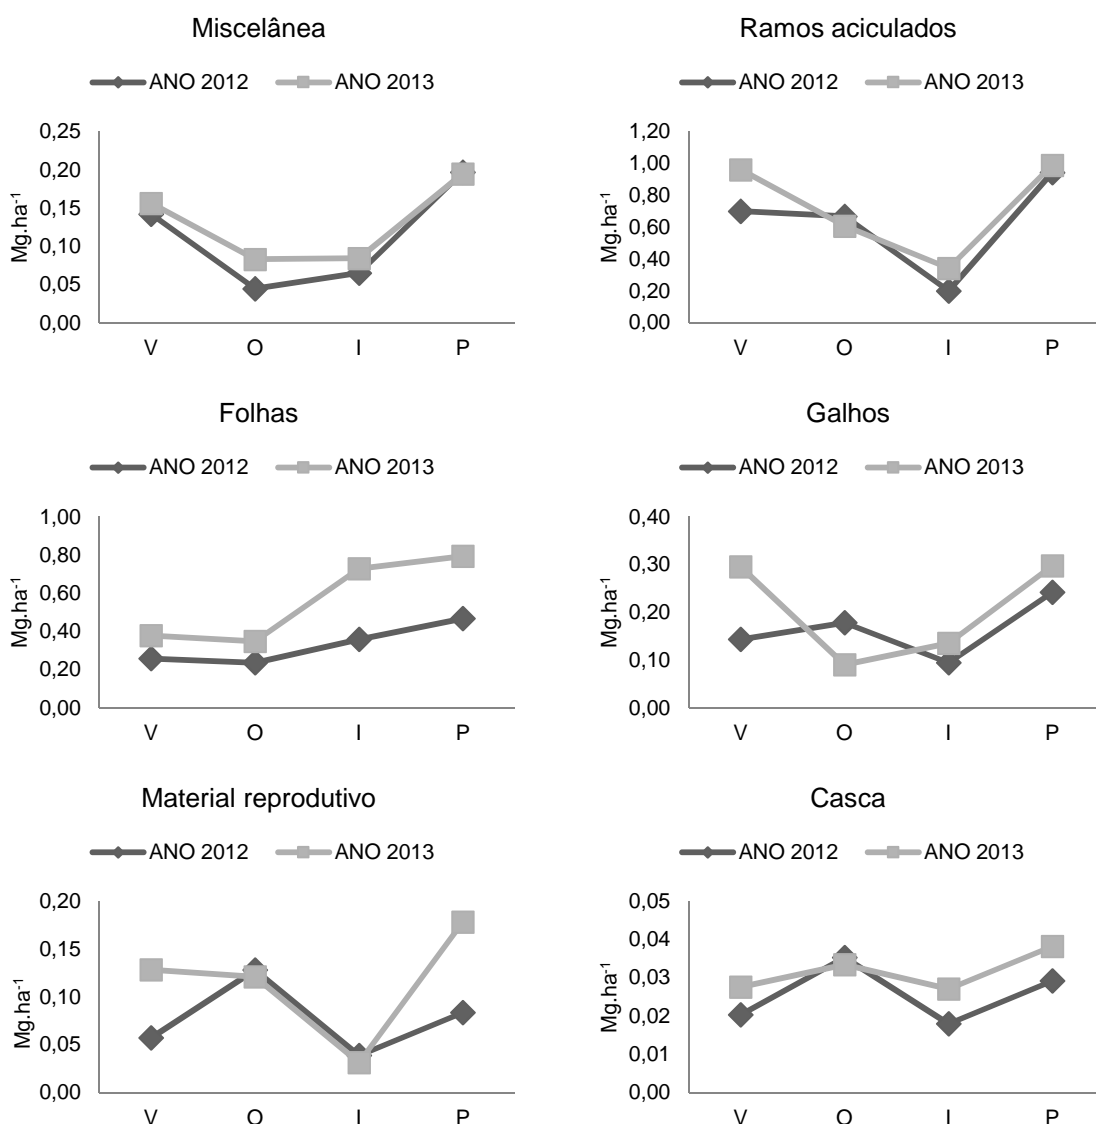 Miscelânea
ANO 2012 ANO 2013
Mg.ha⁻¹
0,25
0,20
0,15
0,10
0,05
0,00
V O I P
Ramos aciculados
ANO 2012 ANO 2013
Mg.ha⁻¹
1,20
1,00
0,80
0,60
0,40
0,20
0,00
V O I P
Folhas
ANO 2012 ANO 2013
Mg.ha⁻¹
1,00
0,80
0,60
0,40
0,20
0,00
V O I P
Galhos
ANO 2012 ANO 2013
Mg.ha⁻¹
0,40
0,30
0,20
0,10
0,00
V O I P
Material reprodutivo
ANO 2012 ANO 2013
Mg.ha⁻¹
0,20
0,15
0,10
0,05
0,00
V O I P
Casca
ANO 2012 ANO 2013
Mg.ha⁻¹
0,05
0,04
0,03
0,02
0,01
0,00
V O I P